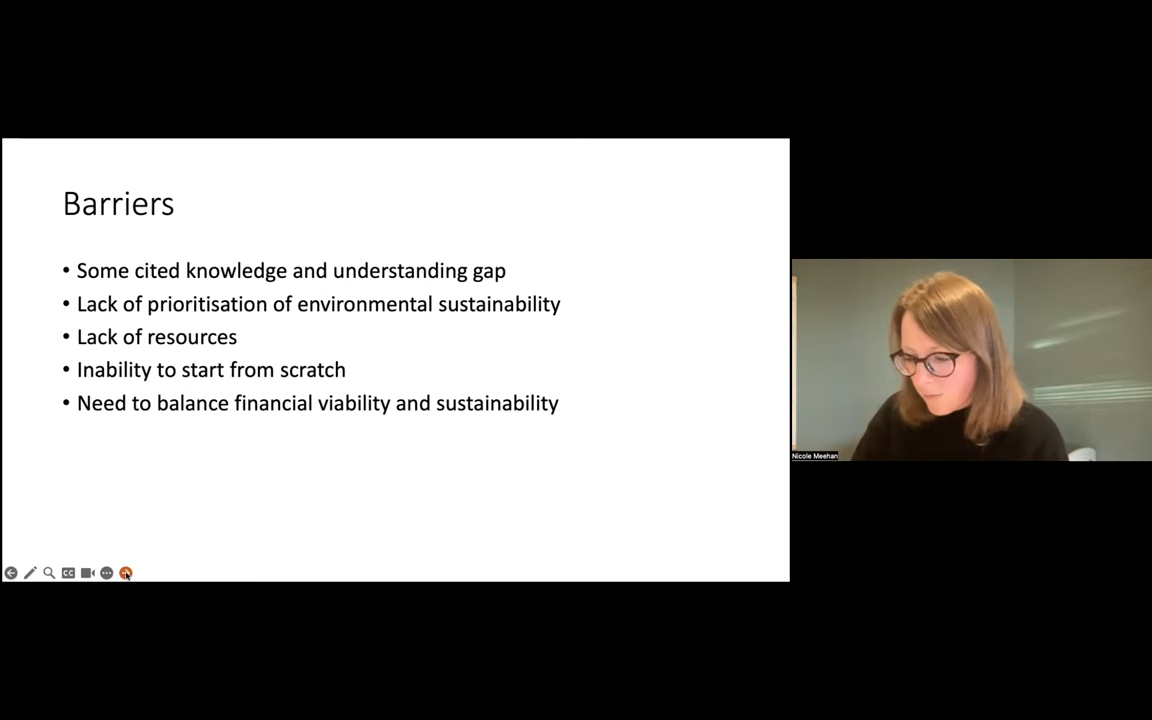 Barriers
• Some cited knowledge and understanding gap
• Lack of prioritisation of environmental sustainability
• Lack of resources
• Inability to start from scratch
• Need to balance financial viability and sustainability
CC
Nicole Meehan